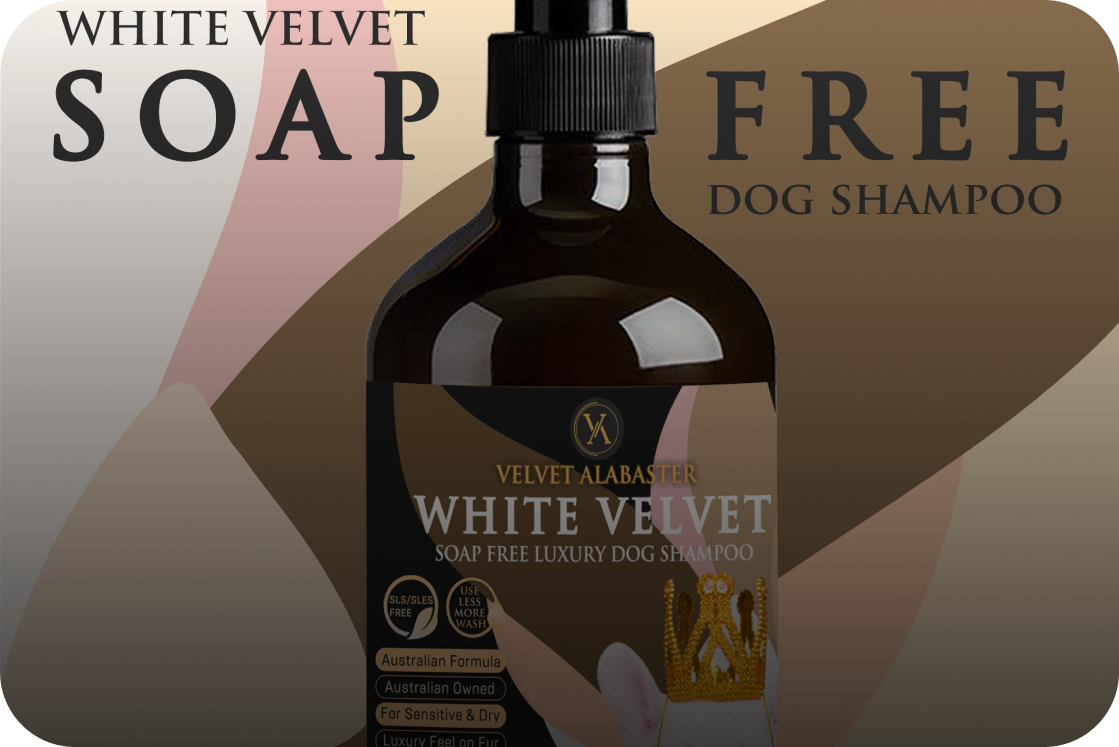 WHITE VELVET
SOAP FREE
DOG SHAMPOO
VA
VELVET ALABASTER
WHITE VELVET
SOAP FREE LUXURY DOG SHAMPOO
SLS/SLES
FREE
USE
LESS
MORE
WASH
Australian Formula
Australian Owned
For Sensitive & Dry
Luxury Feel on Fur